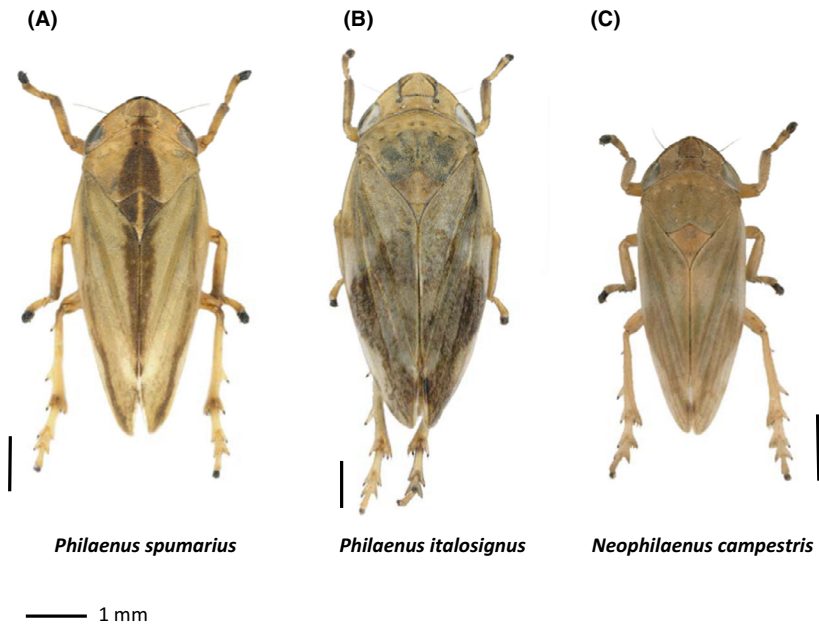 (A)
(B)
(C)
Philaenus spumarius
Philaenus italosignus
Neophilaenus campestris
1 mm